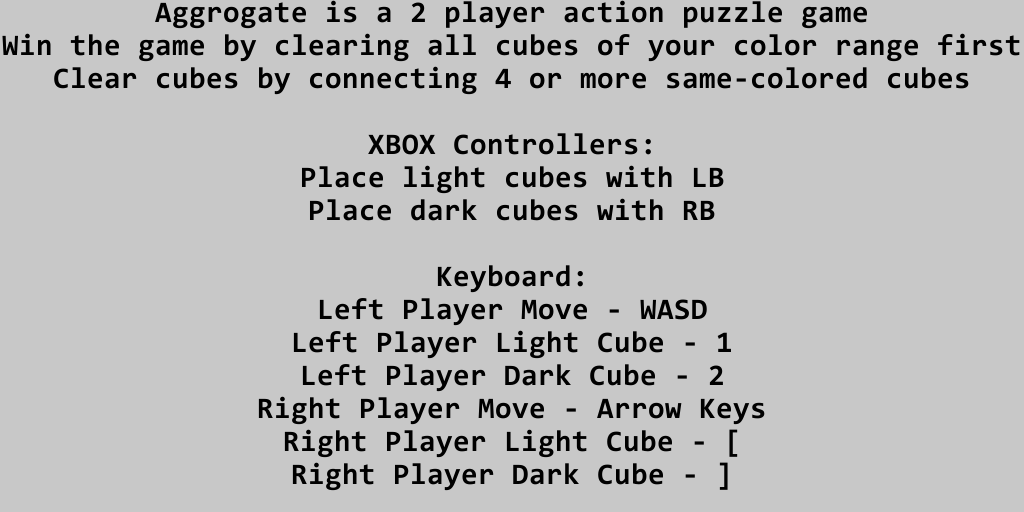 Aggrogate is a 2 player action puzzle game
Win the game by clearing all cubes of your color range first
Clear cubes by connecting 4 or more same-colored cubes
XBOX Controllers:
Place light cubes with LB
Place dark cubes with RB
Keyboard:
Left Player Move - WASD
Left Player Light Cube - 1
Left Player Dark Cube - 2
Right Player Move - Arrow Keys
Right Player Light Cube - [
Right Player Dark Cube - ]